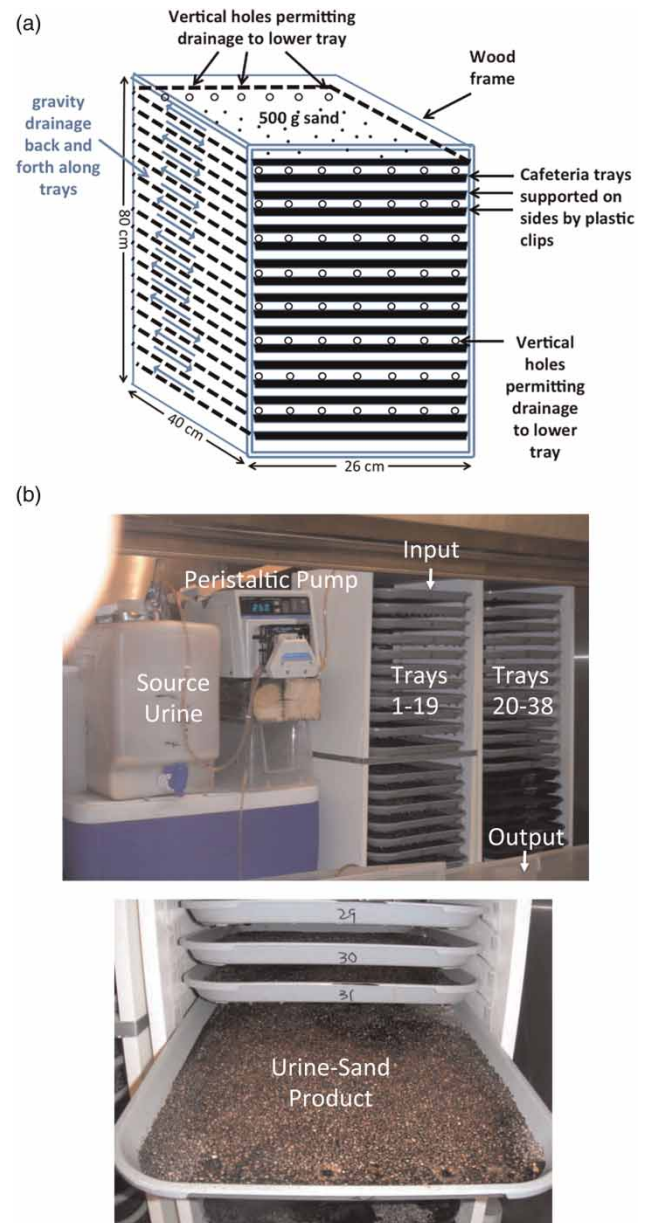 (a)
Vertical holes permitting
drainage to lower tray
Wood
frame
gravity
drainage
back and
forth along
trays
500 g sand
Cafeteria trays
supported on
sides by plastic
clips
80 cm
Vertical
holes
permitting
drainage
to lower
tray
40 cm
26 cm
(b)
Input
Peristaltic Pump
Source
Urine
Trays
1-19
Trays
20-38
Output
29
30
31
Urine-Sand
Product